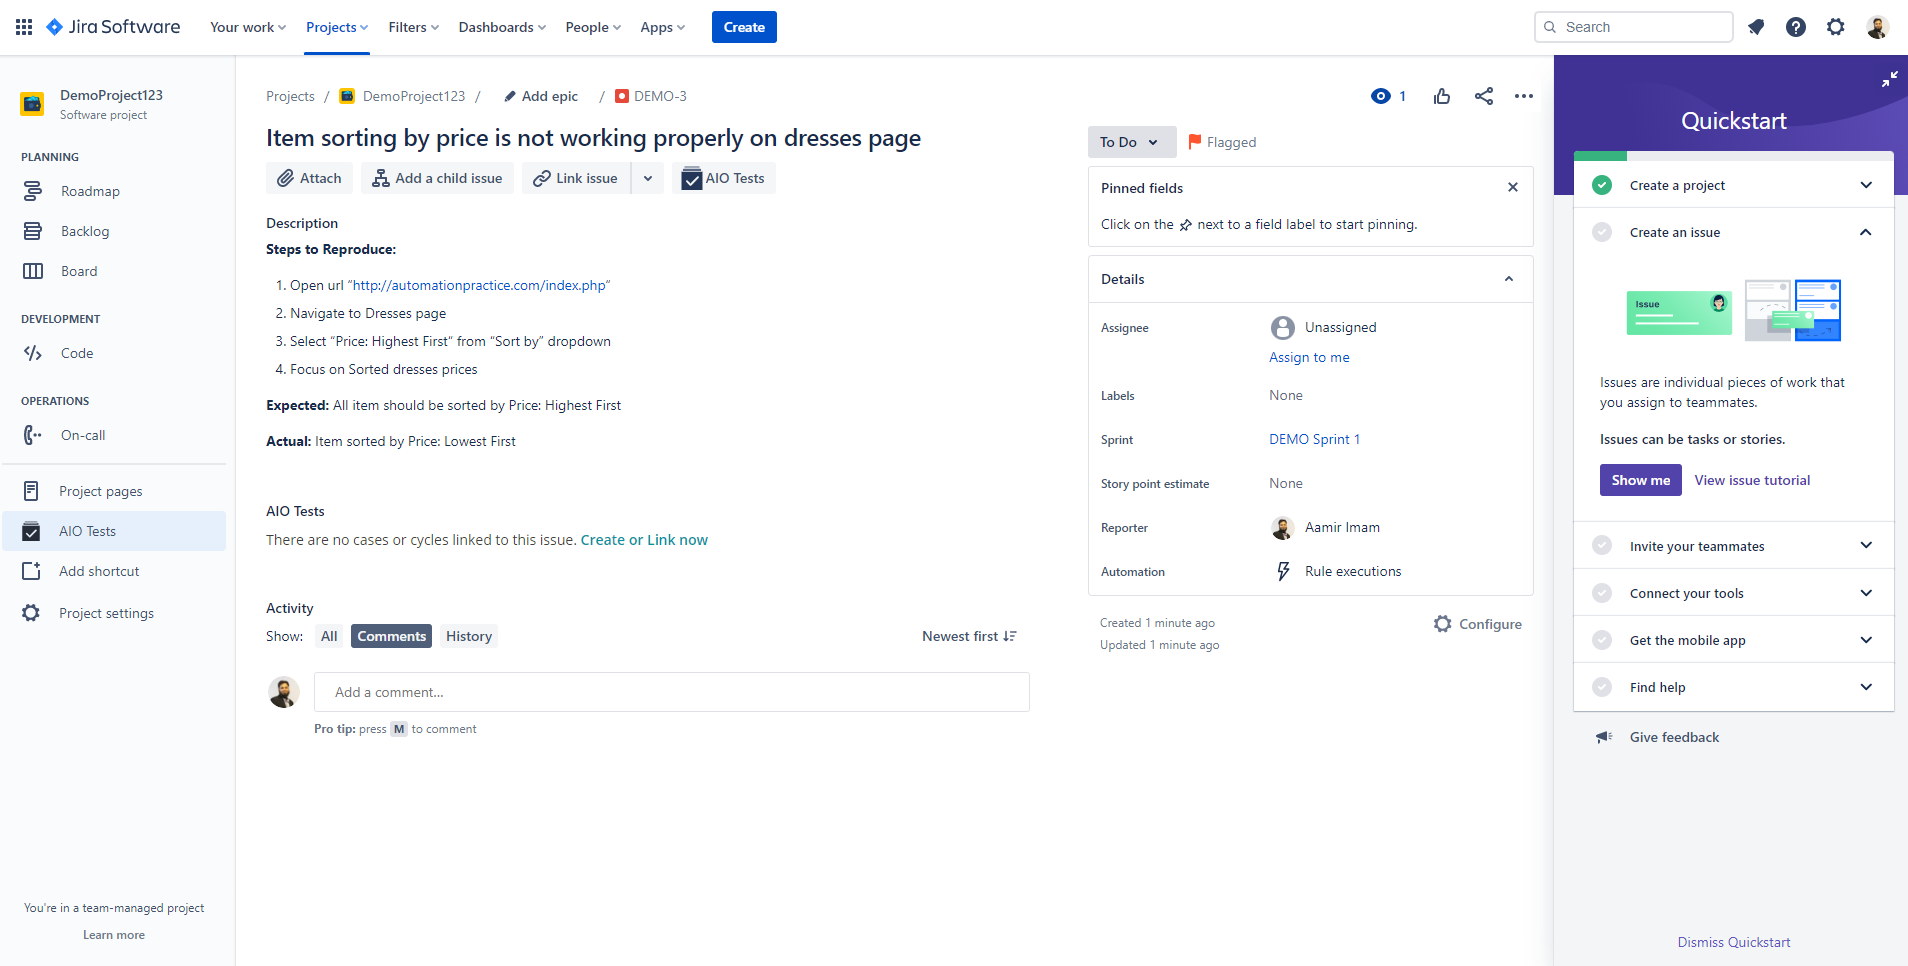 Jira Software
Your work
Projects
Filters
Dashboards
People
Apps
Create
Search
DemoProject123
Software project
PLANNING
Roadmap
Backlog
Board
DEVELOPMENT
Code
OPERATIONS
On-call
Project pages
AIO Tests
Add shortcut
Project settings
You're in a team-managed project
Learn more
Projects / DemoProject123 / Add epic / DEMO-3
Item sorting by price is not working properly on dresses page
Attach
Add a child issue
Link issue
AIO Tests
Description
Steps to Reproduce:
1. Open url “http://automationpractice.com/index.php”
2. Navigate to Dresses page
3. Select “Price: Highest First” from “Sort by” dropdown
4. Focus on Sorted dresses prices
Expected: All item should be sorted by Price: Highest First
Actual: Item sorted by Price: Lowest First
AIO Tests
There are no cases or cycles linked to this issue. Create or Link now
Activity
Show: All Comments History
Newest first
Add a comment...
Pro tip: press M to comment
1
To Do
Flagged
Pinned fields
Click on the next to a field label to start pinning.
Details
Assignee
Unassigned
Assign to me
Labels
None
Sprint
DEMO Sprint 1
Story point estimate
None
Reporter
Aamir Imam
Automation
Rule executions
Created 1 minute ago
Updated 1 minute ago
Configure
Quickstart
Create a project
Create an issue
Issue
Issues are individual pieces of work that
you assign to teammates.
Issues can be tasks or stories.
Show me
View issue tutorial
Invite your teammates
Connect your tools
Get the mobile app
Find help
Give feedback
Dismiss Quickstart